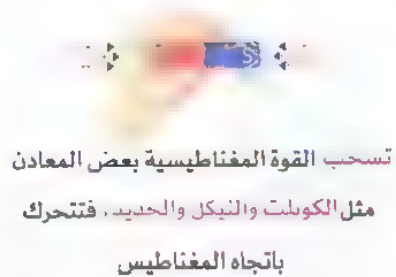 S
تسحب القوة المغناطيسية بعض المعادن
مثل الكوبلت والنيكل والحديد، فتتحرك
باتجاه المغناطيس